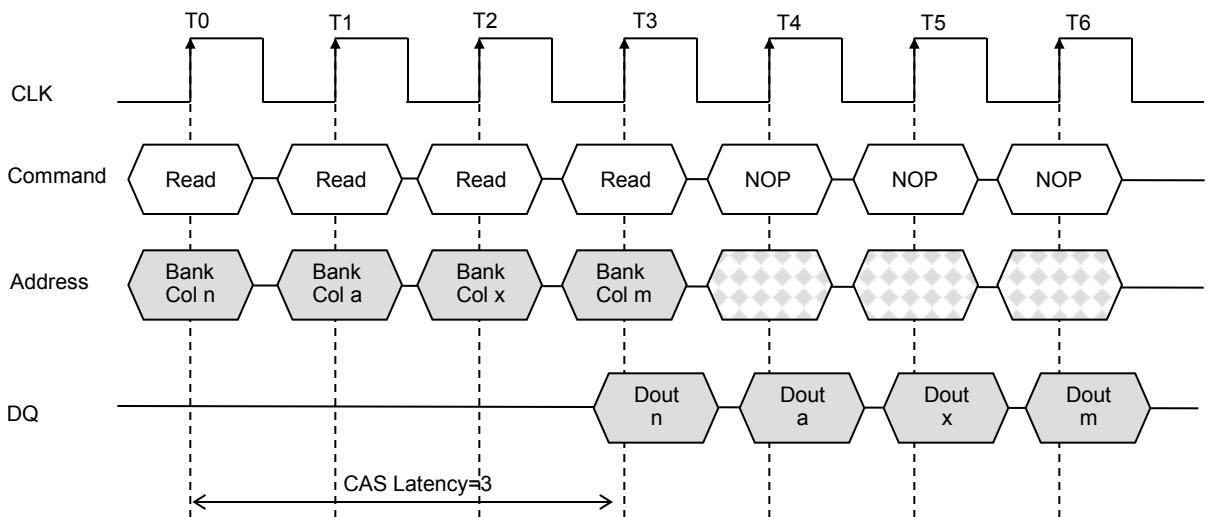 T0 T1 T2 T3 T4 T5 T6
CLK
Command Read Read Read Read NOP NOP NOP
Address
Bank Col n
Bank Col a
Bank Col x
Bank Col m
DQ
Dout n
Dout a
Dout x
Dout m
CAS Latency=3